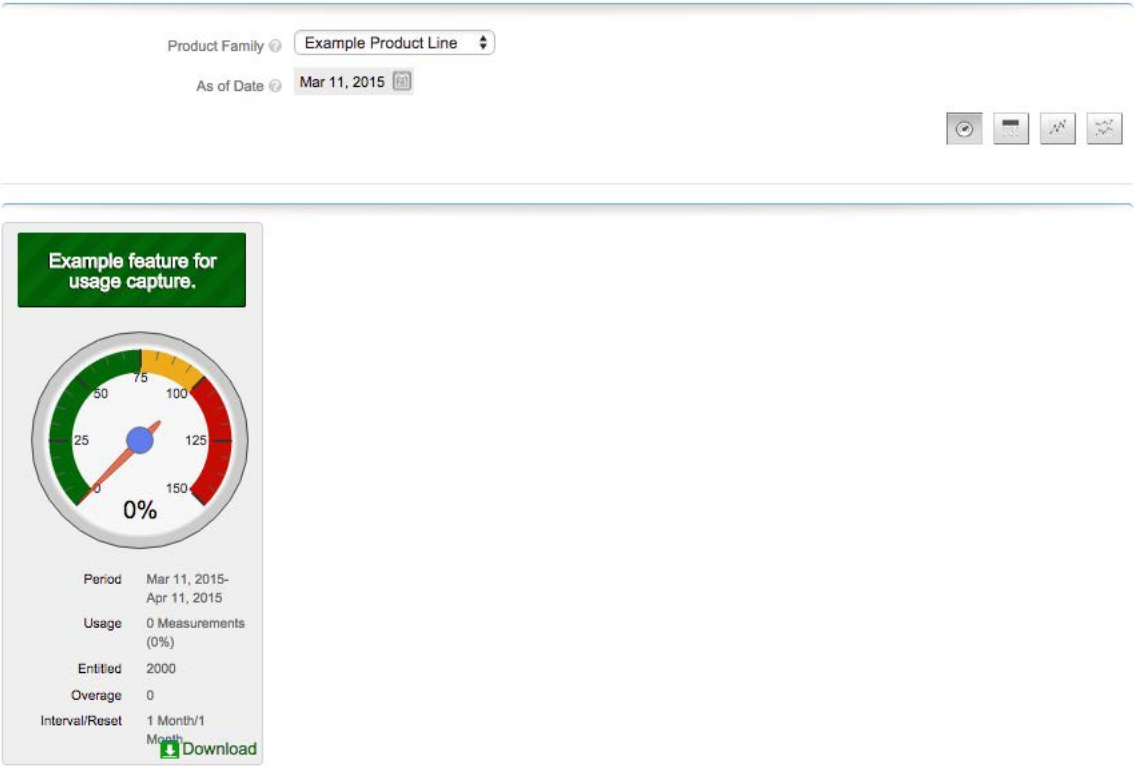 Product Family
Example Product Line
As of Date
Mar 11, 2015
Example feature for
usage capture.
75
50
100
25
125
0
150
0%
Period
Mar 11, 2015-
Apr 11, 2015
Usage
0 Measurements
(0%)
Entitled
2000
Overage
0
Interval/Reset
1 Month/1
Month
Download